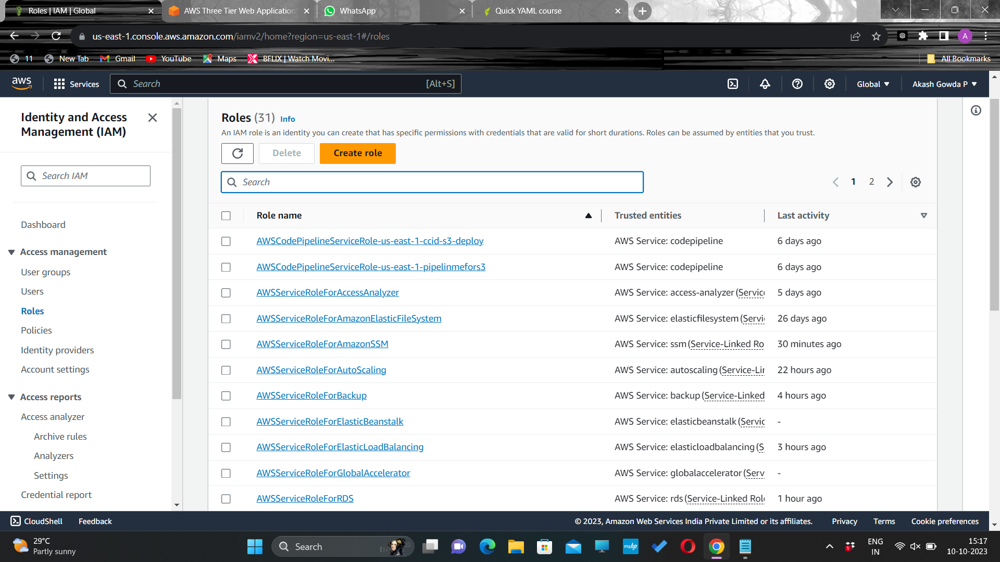 Roles | IAM | Global
AWS Three Tier Web Application
WhatsApp
Quick YAML course
us-east-1.console.aws.amazon.com/iamv2/home?region=us-east-1#/roles
A
11
New Tab
Gmail
YouTube
Maps
BFLIX | Watch Movi...
All Bookmarks
aws
Services
Search
[Alt+S]
Global
Akash Gowda P
Identity and Access
Management (IAM)
Search IAM
Dashboard
Access management
User groups
Users
Roles
Policies
Identity providers
Account settings
Access reports
Access analyzer
Archive rules
Analyzers
Settings
Credential report
Roles (31) Info
An IAM role is an identity you can create that has specific permissions with credentials that are valid for short durations. Roles can be assumed by entities that you trust.
Delete
Create role
Search
1 2
Role name Trusted entities Last activity
AWSCodePipelineServiceRole-us-east-1-ccid-s3-deploy AWS Service: codepipeline 6 days ago
AWSCodePipelineServiceRole-us-east-1-pipelinmefors3 AWS Service: codepipeline 6 days ago
AWSServiceRoleForAccessAnalyzer AWS Service: access-analyzer (Servic 5 days ago
AWSServiceRoleForAmazonElasticFileSystem AWS Service: elasticfilesystem (Servi 26 days ago
AWSServiceRoleForAmazonSSM AWS Service: ssm (Service-Linked Ro 30 minutes ago
AWSServiceRoleForAutoScaling AWS Service: autoscaling (Service-Lin 22 hours ago
AWSServiceRoleForBackup AWS Service: backup (Service-Linked 4 hours ago
AWSServiceRoleForElasticBeanstalk AWS Service: elasticbeanstalk (Servic -
AWSServiceRoleForElasticLoadBalancing AWS Service: elasticloadbalancing (S 3 hours ago
AWSServiceRoleForGlobalAccelerator AWS Service: globalaccelerator (Serv -
AWSServiceRoleForRDS AWS Service: rds (Service-Linked Role 1 hour ago
CloudShell
Feedback
© 2023, Amazon Web Services India Private Limited or its affiliates.
Privacy
Terms
Cookie preferences
29°C
Partly sunny
Search
myhp
1
ENG
IN
15:17
10-10-2023